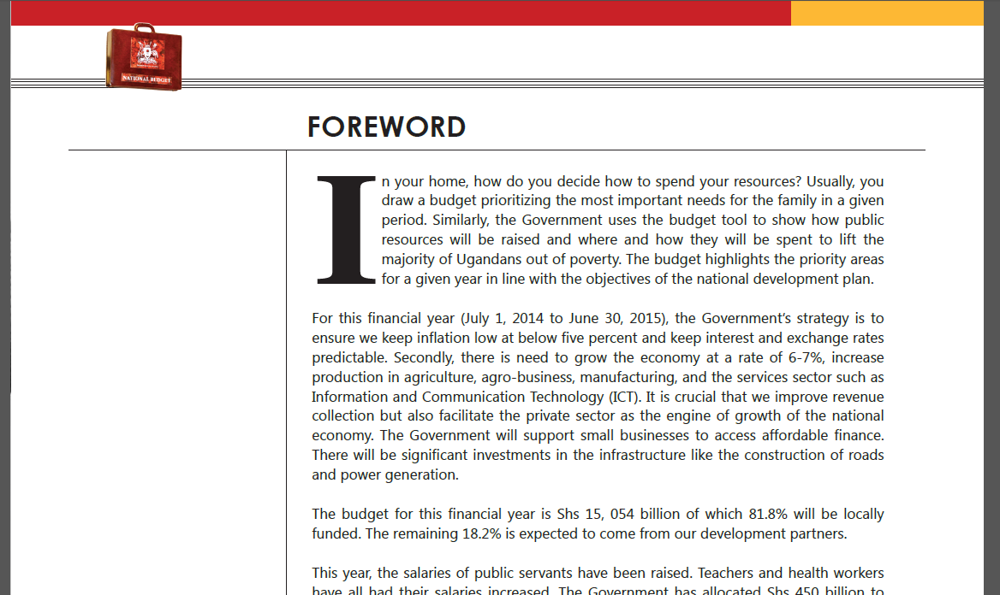 NATIONAL BUDGET
FOREWORD
In your home, how do you decide how to spend your resources? Usually, you
draw a budget prioritizing the most important needs for the family in a given
period. Similarly, the Government uses the budget tool to show how public
resources will be raised and where and how they will be spent to lift the
majority of Ugandans out of poverty. The budget highlights the priority areas
for a given year in line with the objectives of the national development plan.
For this financial year (July 1, 2014 to June 30, 2015), the Government's strategy is to
ensure we keep inflation low at below five percent and keep interest and exchange rates
predictable. Secondly, there is need to grow the economy at a rate of 6-7%, increase
production in agriculture, agro-business, manufacturing, and the services sector such as
Information and Communication Technology (ICT). It is crucial that we improve revenue
collection but also facilitate the private sector as the engine of growth of the national
economy. The Government will support small businesses to access affordable finance.
There will be significant investments in the infrastructure like the construction of roads
and power generation.
The budget for this financial year is Shs 15, 054 billion of which 81.8% will be locally
funded. The remaining 18.2% is expected to come from our development partners.
This year, the salaries of public servants have been raised. Teachers and health workers
have all had their salaries increased. The Government has allocated Shs 450 billion to